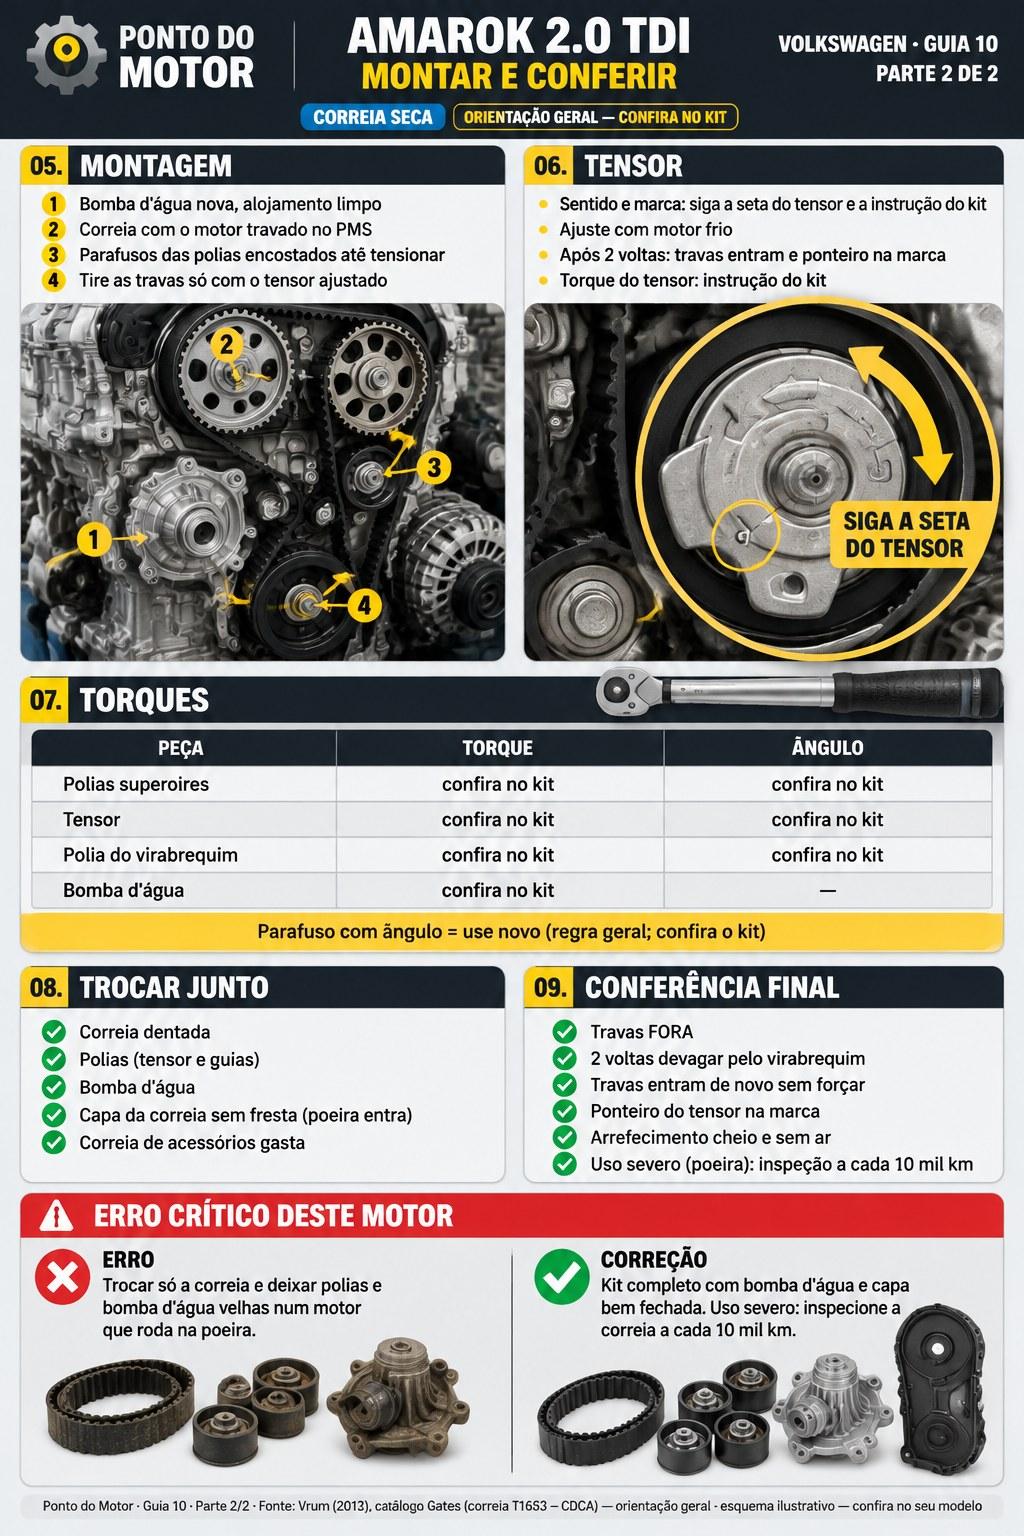 PONTO DO
MOTOR
AMAROK 2.0 TDI
MONTAR E CONFERIR
VOLKSWAGEN · GUIA 10
PARTE 2 DE 2
CORREIA SECA
ORIENTAÇÃO GERAL — CONFIRA NO KIT
05. MONTAGEM
1 Bomba d'água nova, alojamento limpo
2 Correia com o motor travado no PMS
3 Parafusos das polias encostados atê tensionar
4 Tire as travas só com o tensor ajustado
2
3
1
4
06. TENSOR
• Sentido e marca: siga a seta do tensor e a instrução do kit
• Ajuste com motor frio
• Após 2 voltas: travas entram e ponteiro na marca
• Torque do tensor: instrução do kit
SIGA A SETA
DO TENSOR
07. TORQUES
PEÇA TORQUE ÃNGULO
Polias superoires confira no kit confira no kit
Tensor confira no kit confira no kit
Polia do virabrequim confira no kit confira no kit
Bomba d'água confira no kit —
Parafuso com ãngulo = use novo (regra geral; confira o kit)
08. TROCAR JUNTO
Correia dentada
Polias (tensor e guias)
Bomba d'água
Capa da correia sem fresta (poeira entra)
Correia de acessórios gasta
09. CONFERÊNCIA FINAL
Travas FORA
2 voltas devagar pelo virabrequim
Travas entram de novo sem forçar
Ponteiro do tensor na marca
Arrefecimento cheio e sem ar
Uso severo (poeira): inspeção a cada 10 mil km
ERRO CRÍTICO DESTE MOTOR
ERRO
Trocar só a correia e deixar polias e
bomba d'água velhas num motor
que roda na poeira.
CORREÇÃO
Kit completo com bomba d'água e capa
bem fechada. Uso severo: inspecione a
correia a cada 10 mil km.
Ponto do Motor · Guia 10 · Parte 2/2 · Fonte: Vrum (2013), catálogo Gates (correia T1653 – CDCA) — orientação geral · esquema ilustrativo — confira no seu modelo